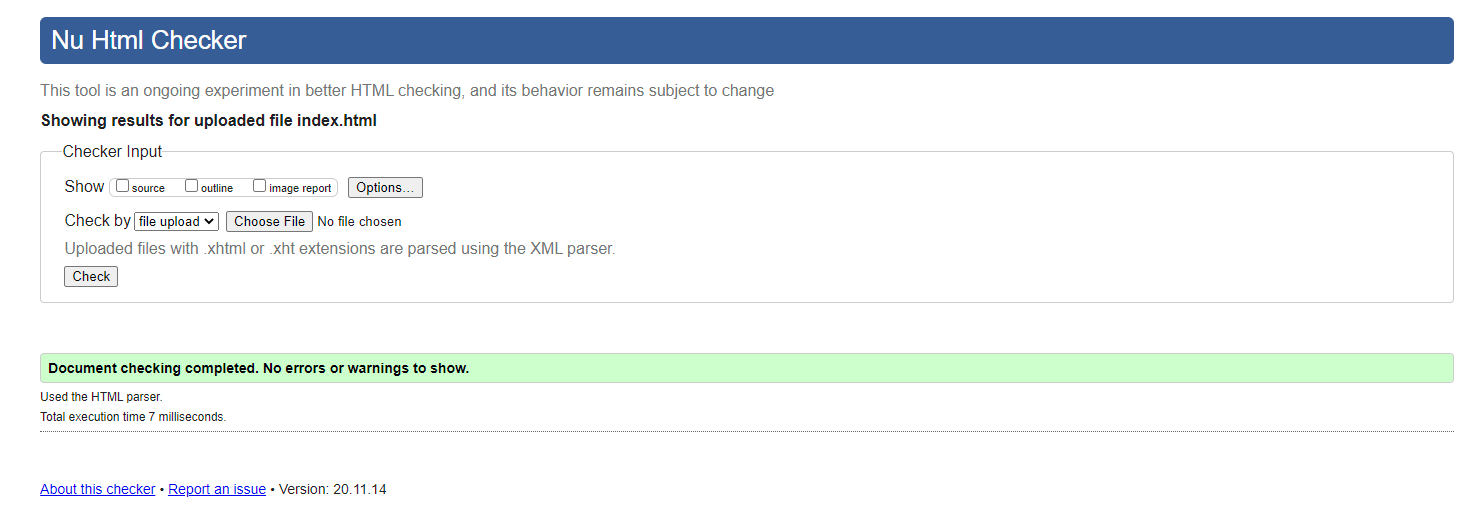 Nu Html Checker
This tool is an ongoing experiment in better HTML checking, and its behavior remains subject to change
Showing results for uploaded file index.html
Checker Input
Show source outline image report Options...
Check by file upload Choose File No file chosen
Uploaded files with .xhtml or .xht extensions are parsed using the XML parser.
Check
Document checking completed. No errors or warnings to show.
Used the HTML parser.
Total execution time 7 milliseconds.
About this checker • Report an issue • Version: 20.11.14